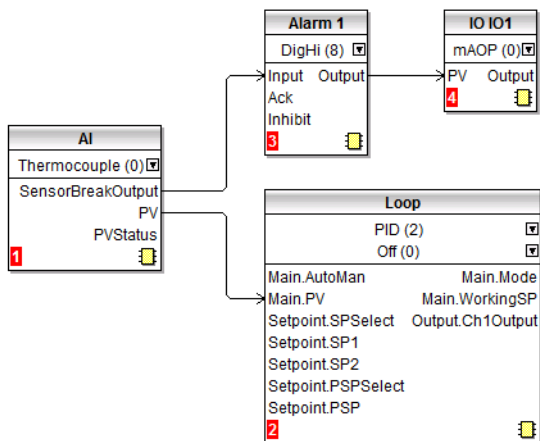 Alarm 1
DigHi (8)
Input Output
Ack
Inhibit
3
IO IO1
mAOP (0)
PV Output
4
AI
Thermocouple (0)
SensorBreakOutput
PV
PVStatus
1
Loop
PID (2)
Off (0)
Main.AutoMan Main.Mode
Main.PV Main.WorkingSP
Setpoint.SPSelect Output.Ch1Output
Setpoint.SP1
Setpoint.SP2
Setpoint.PSPSelect
Setpoint.PSP
2